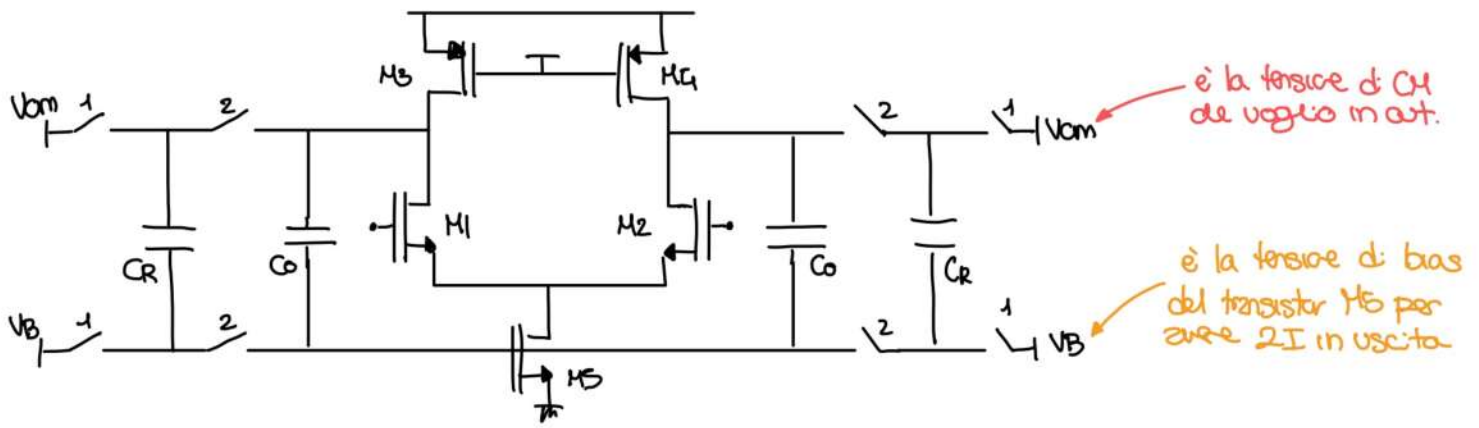 M3
M4
Vom 1
2
2
1
Vom
è la tensione di CM
che voglio in out.
M1
M2
CR
CO
CO
CR
VB 1
2
2
1
VB
è la tensione di bias
del transistor M5 per
avere 2I in uscita
M5